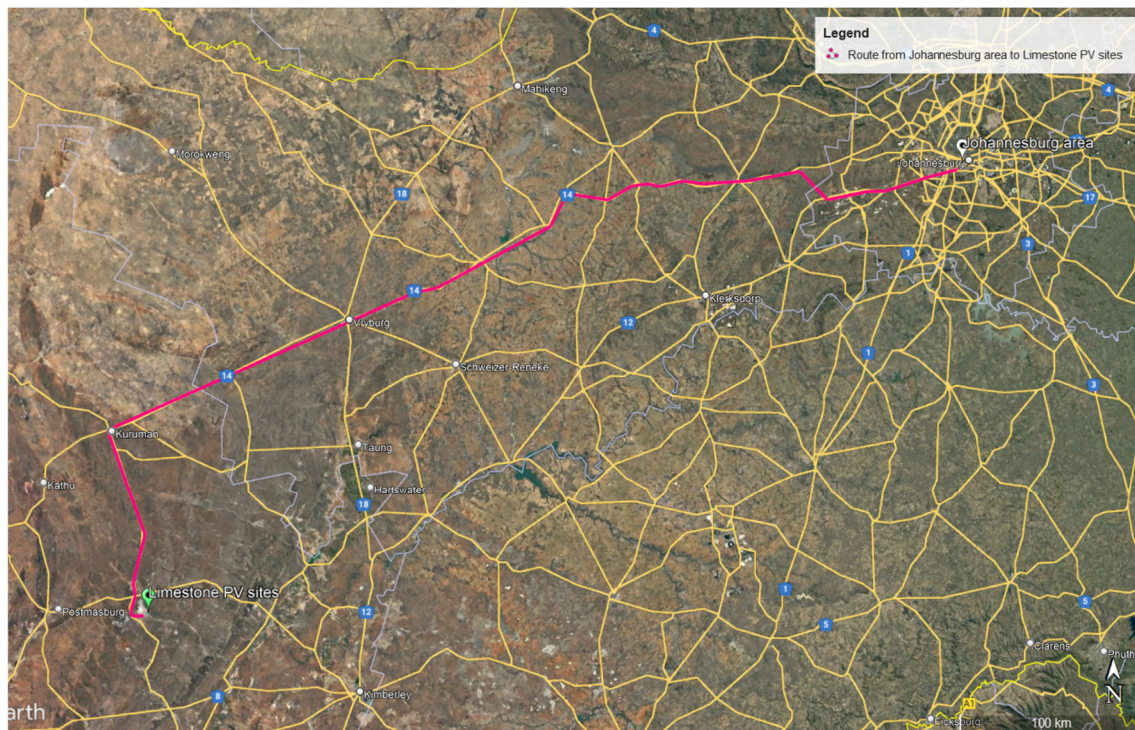 Legend
Route from Johannesburg area to Limestone PV sites
4
Mahikeng
4
Johannesburg area
Johannesburg
Morokweng
18
14
17
3
1
14
Klerksdorp
Vryburg
12
1
Schweizer-Reneke
14
3
Kuruman
Taung
Kathu
Hartswater
18
1
Limestone PV sites
Postmasburg
12
5
5
Clarens
Phuth
N
8
Kimberley
A1
Ficksburg
100 km
arth